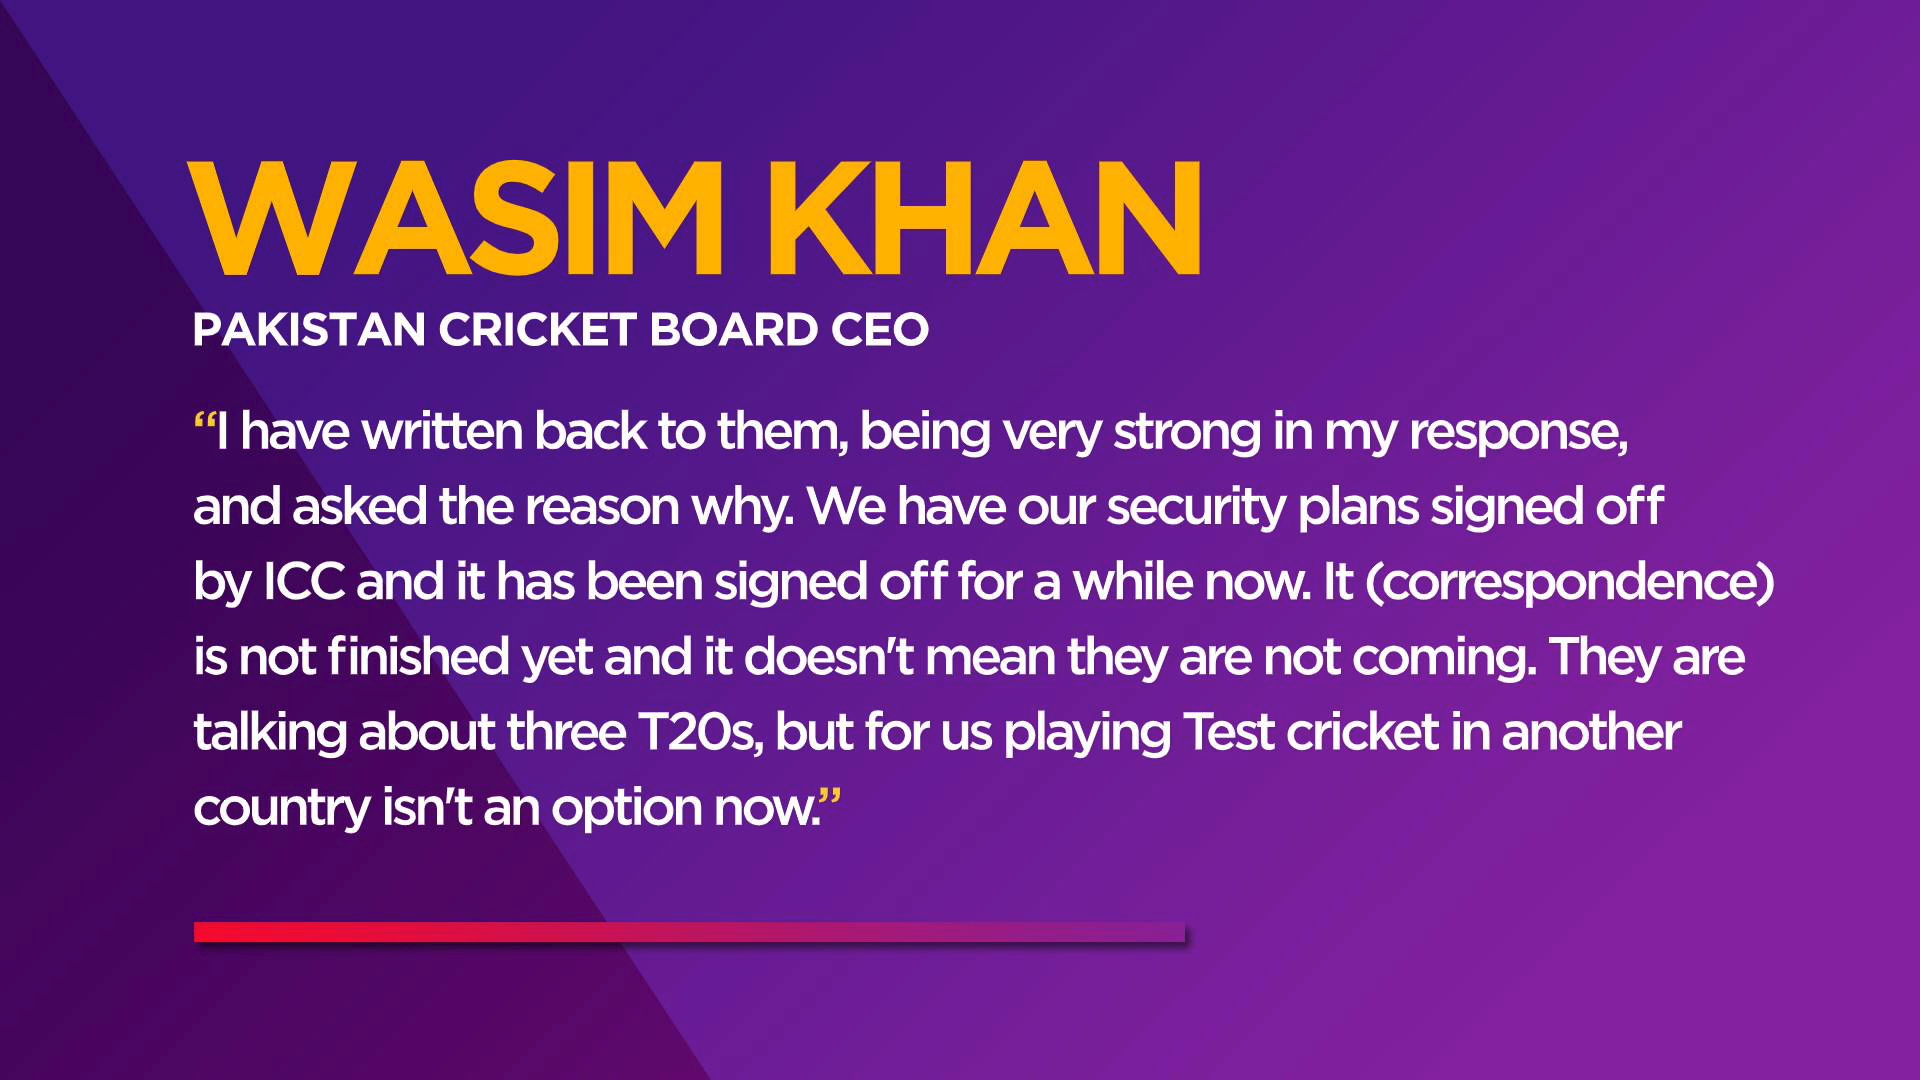 WASIM KHAN
PAKISTAN CRICKET BOARD CEO
“I have written back to them, being very strong in my response,
and asked the reason why. We have our security plans signed off
by ICC and it has been signed off for a while now. It (correspondence)
is not finished yet and it doesn't mean they are not coming. They are
talking about three T20s, but for us playing Test cricket in another
country isn't an option now.”